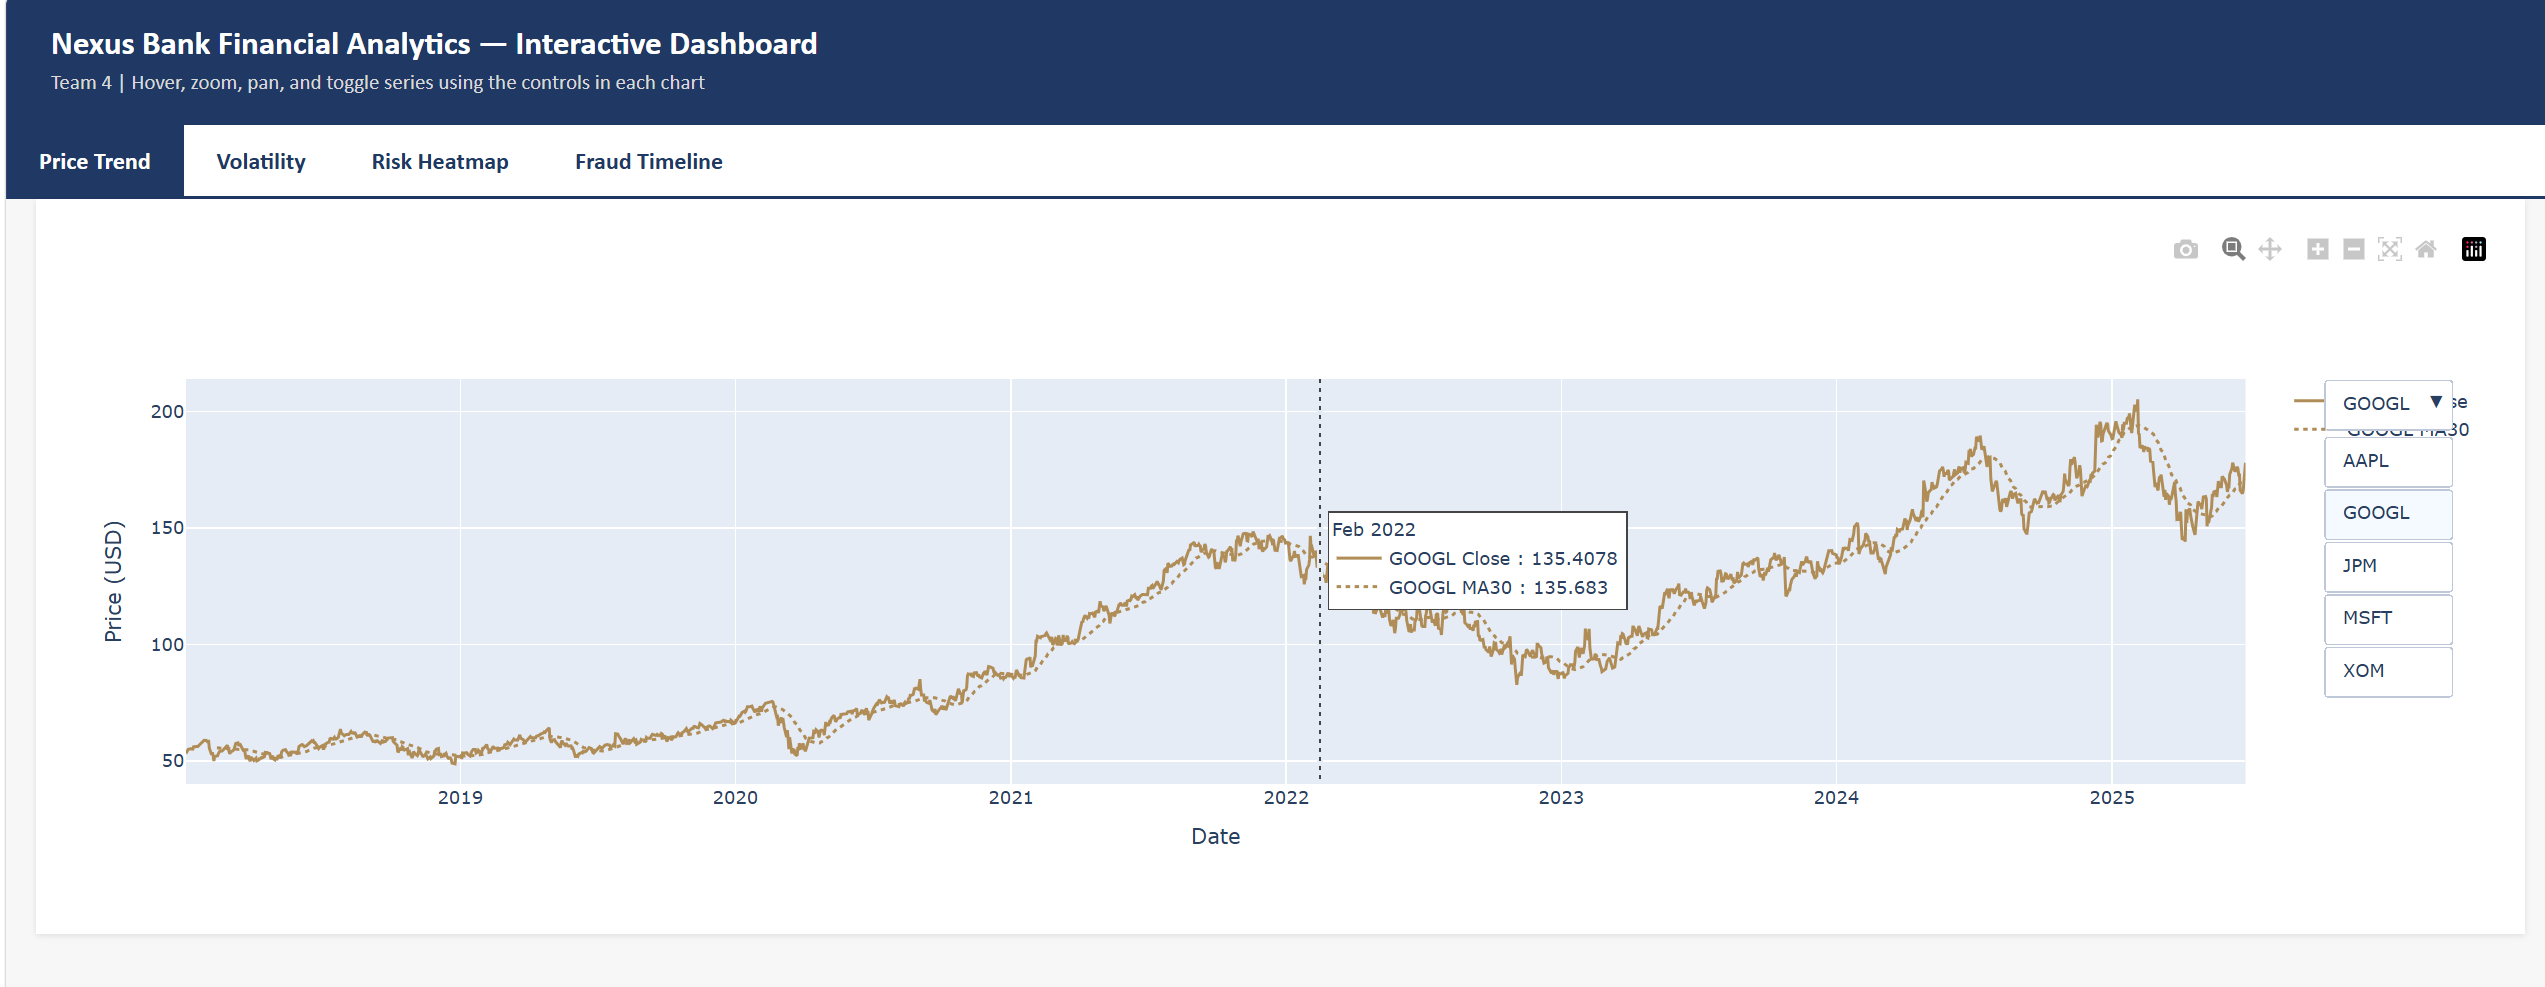 Nexus Bank Financial Analytics — Interactive Dashboard
Team 4 | Hover, zoom, pan, and toggle series using the controls in each chart
Price Trend
Volatility
Risk Heatmap
Fraud Timeline
200
150
100
50
Price (USD)
2019
2020
2021
2022
2023
2024
2025
Date
Feb 2022
GOOGL Close : 135.4078
GOOGL MA30 : 135.683
GOOGL ▼
GOOGL MA30
AAPL
GOOGL
JPM
MSFT
XOM